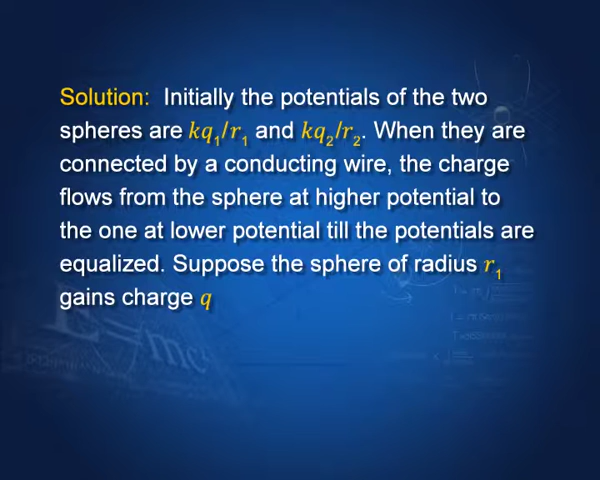 Solution: Initially the potentials of the two
spheres are kq₁/r₁ and kq₂/r₂. When they are
connected by a conducting wire, the charge
flows from the sphere at higher potential to
the one at lower potential till the potentials are
equalized. Suppose the sphere of radius r₁
gains charge q
E=mc²